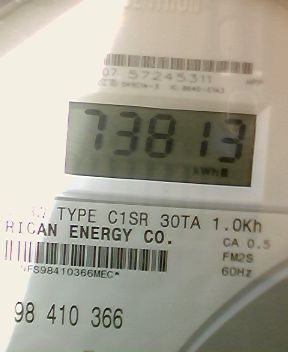 07 57245311
73813
kWh
TYPE C1SR 30TA 1.0Kh
RICAN ENERGY CO.
CA 0.5
FM2S
60Hz
FS98410366MEC*
98 410 366